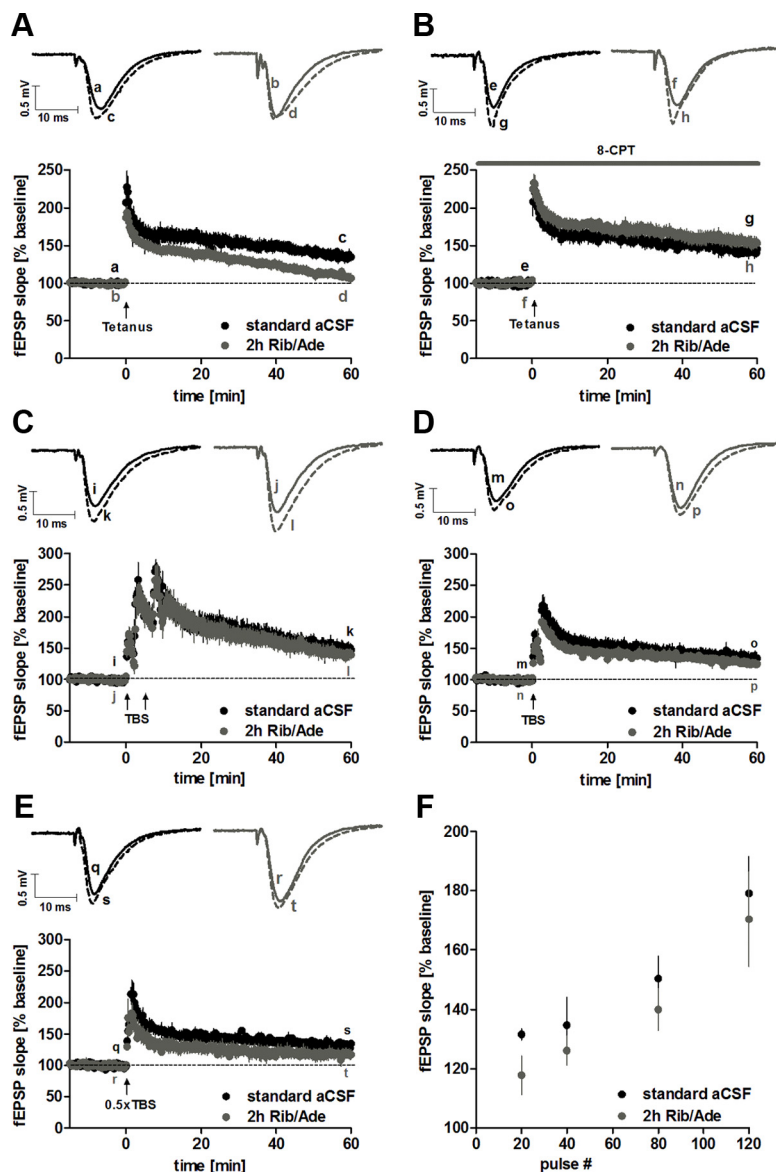 A
a
c
b
d
0.5 mV
10 ms
fEPSP slope [% baseline]
250
200
150
100
50
0
a
b
c
d
Tetanus
standard aCSF
2h Rib/Ade
0 20 40 60
time [min]
B
e
g
f
h
0.5 mV
10 ms
8-CPT
fEPSP slope [% baseline]
250
200
150
100
50
0
e
f
g
h
Tetanus
standard aCSF
2h Rib/Ade
0 20 40 60
time [min]
C
i
k
j
l
0.5 mV
10 ms
fEPSP slope [% baseline]
300
250
200
150
100
50
0
i
j
k
l
TBS
standard aCSF
2h Rib/Ade
0 20 40 60
time [min]
D
m
o
n
p
0.5 mV
10 ms
fEPSP slope [% baseline]
300
250
200
150
100
50
0
m
n
o
p
TBS
standard aCSF
2h Rib/Ade
0 20 40 60
time [min]
E
q
s
r
t
0.5 mV
10 ms
fEPSP slope [% baseline]
300
250
200
150
100
50
0
q
r
s
t
0.5xTBS
standard aCSF
2h Rib/Ade
0 20 40 60
time [min]
F
fEPSP slope [% baseline]
200
180
160
140
120
100
standard aCSF
2h Rib/Ade
0 20 40 60 80 100 120
pulse #